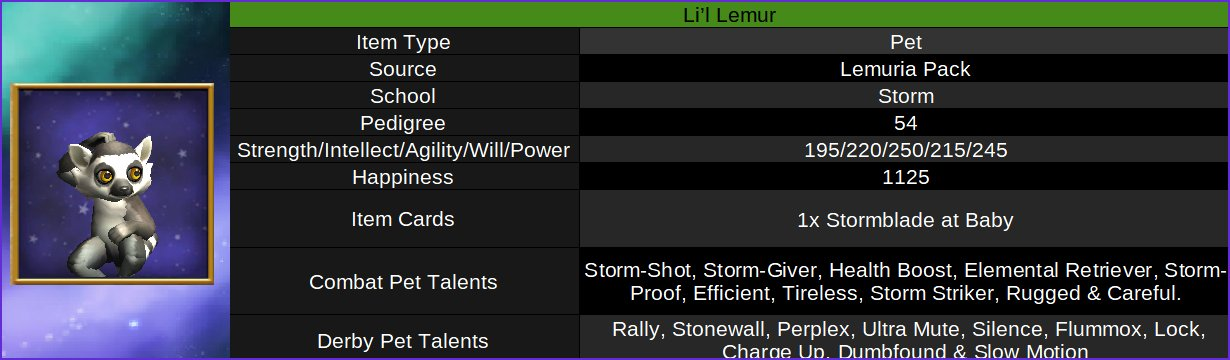 Li'l Lemur
Item Type Pet
Source Lemuria Pack
School Storm
Pedigree 54
Strength/Intellect/Agility/Will/Power 195/220/250/215/245
Happiness 1125
Item Cards 1x Stormblade at Baby
Combat Pet Talents
Storm-Shot, Storm-Giver, Health Boost, Elemental Retriever, Storm-
Proof, Efficient, Tireless, Storm Striker, Rugged & Careful.
Derby Pet Talents
Rally, Stonewall, Perplex, Ultra Mute, Silence, Flummox, Lock,
Charge Up, Dumbfound & Slow Motion